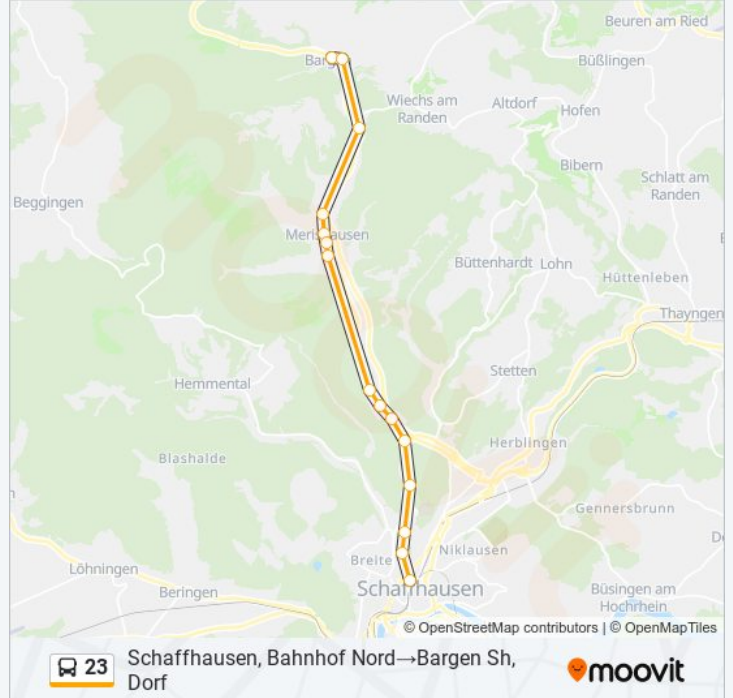 Beuren am Ried
Barg
Büßlingen
Wiechs am
Randen
Altdorf
Hofen
Bibern
Schlatt am
Randen
Beggingen
Merishausen
Büttenhardt
Lohn
Hüttenleben
Thayngen
Stetten
Hemmental
Herblingen
Blashalde
Gennersbrunn
Niklausen
Breite
Löhningen
Schaffhausen
Beringen
Büsingen am
Hochrhein
© OpenStreetMap contributors | © OpenMapTiles
23
Schaffhausen, Bahnhof Nord→Bargen Sh,
Dorf
moovit